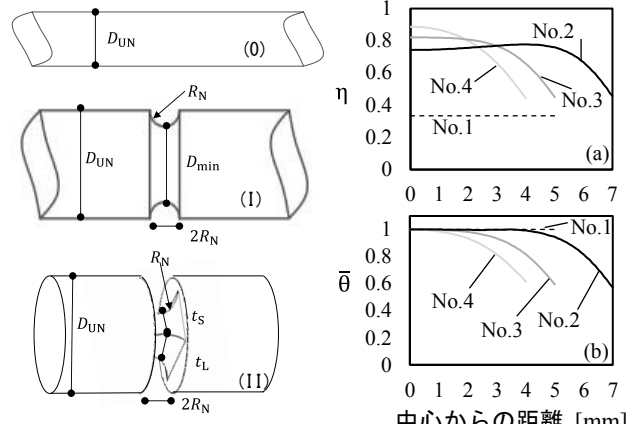 D_UN
(0)
R_N
D_UN
D_min
(I)
2R_N
R_N
t_S
D_UN
t_L
(II)
2R_N
1
0.8
0.6
0.4
0.2
0
η
No.2
No.4
No.3
No.1
(a)
0 1 2 3 4 5 6 7
1
0.8
0.6
0.4
0.2
0
θ̄
No.1
No.4
No.3
No.2
(b)
0 1 2 3 4 5 6 7
中心からの距離 [mm]